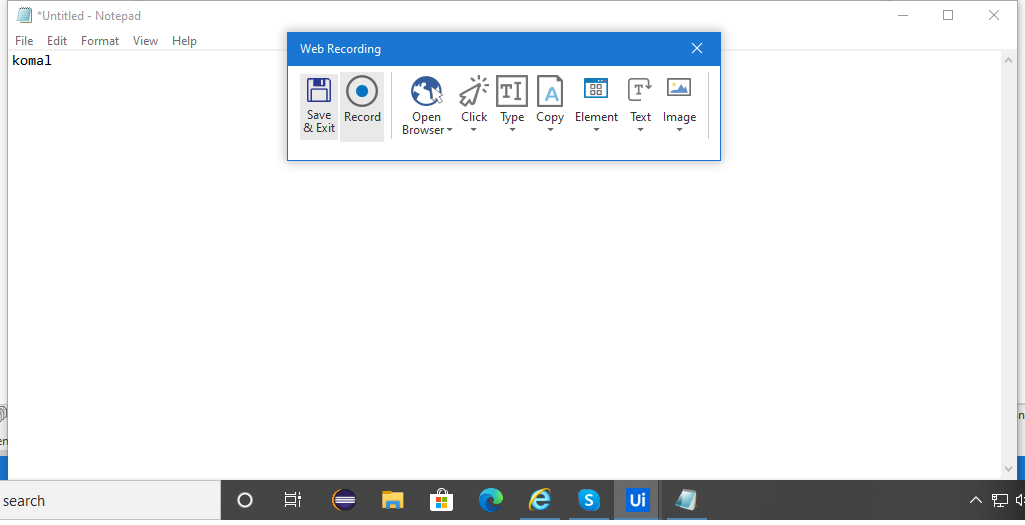 *Untitled - Notepad
File Edit Format View Help
komal
Web Recording
Save & Exit
Record
Open Browser
Click
Type
Copy
Element
Text
Image
search
Ui